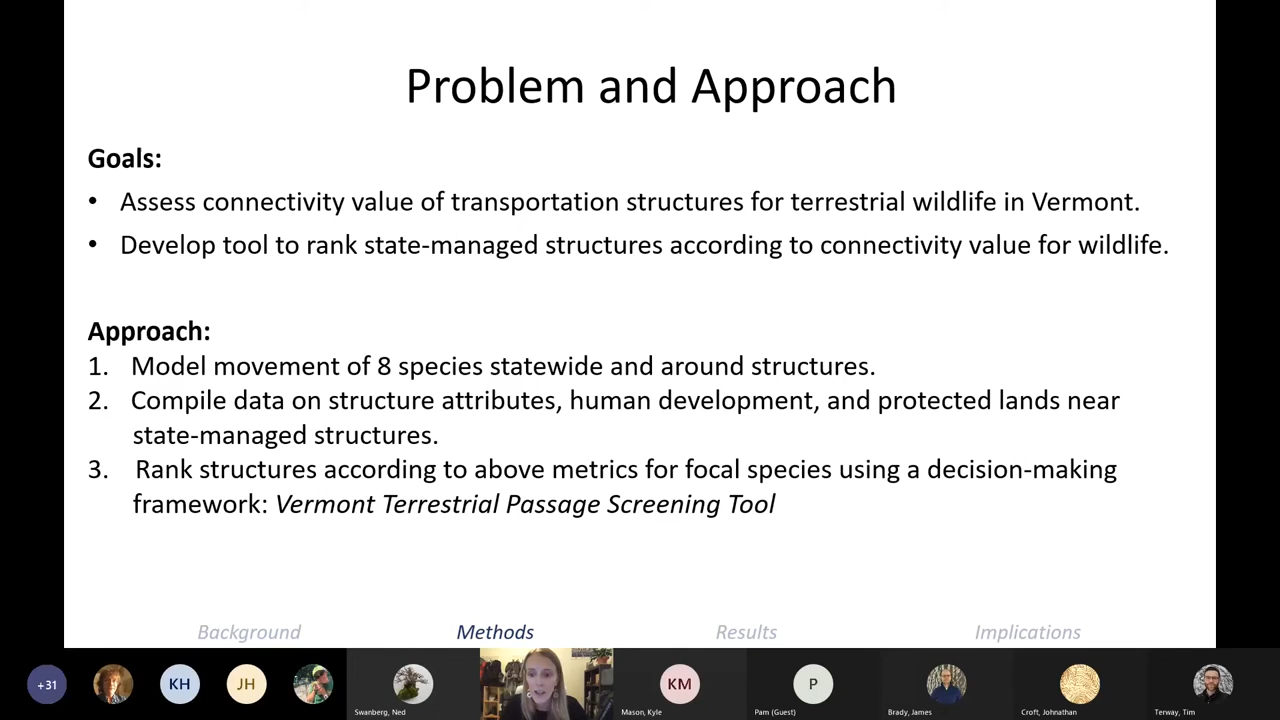 Problem and Approach
Goals:
• Assess connectivity value of transportation structures for terrestrial wildlife in Vermont.
• Develop tool to rank state-managed structures according to connectivity value for wildlife.
Approach:
1. Model movement of 8 species statewide and around structures.
2. Compile data on structure attributes, human development, and protected lands near
state-managed structures.
3. Rank structures according to above metrics for focal species using a decision-making
framework: Vermont Terrestrial Passage Screening Tool
Background Methods Results Implications
+31 KH JH KM P
Swanberg, Ned Mason, Kyle Pam (Guest) Brady, James Croft, Johnathan Terway, Tim